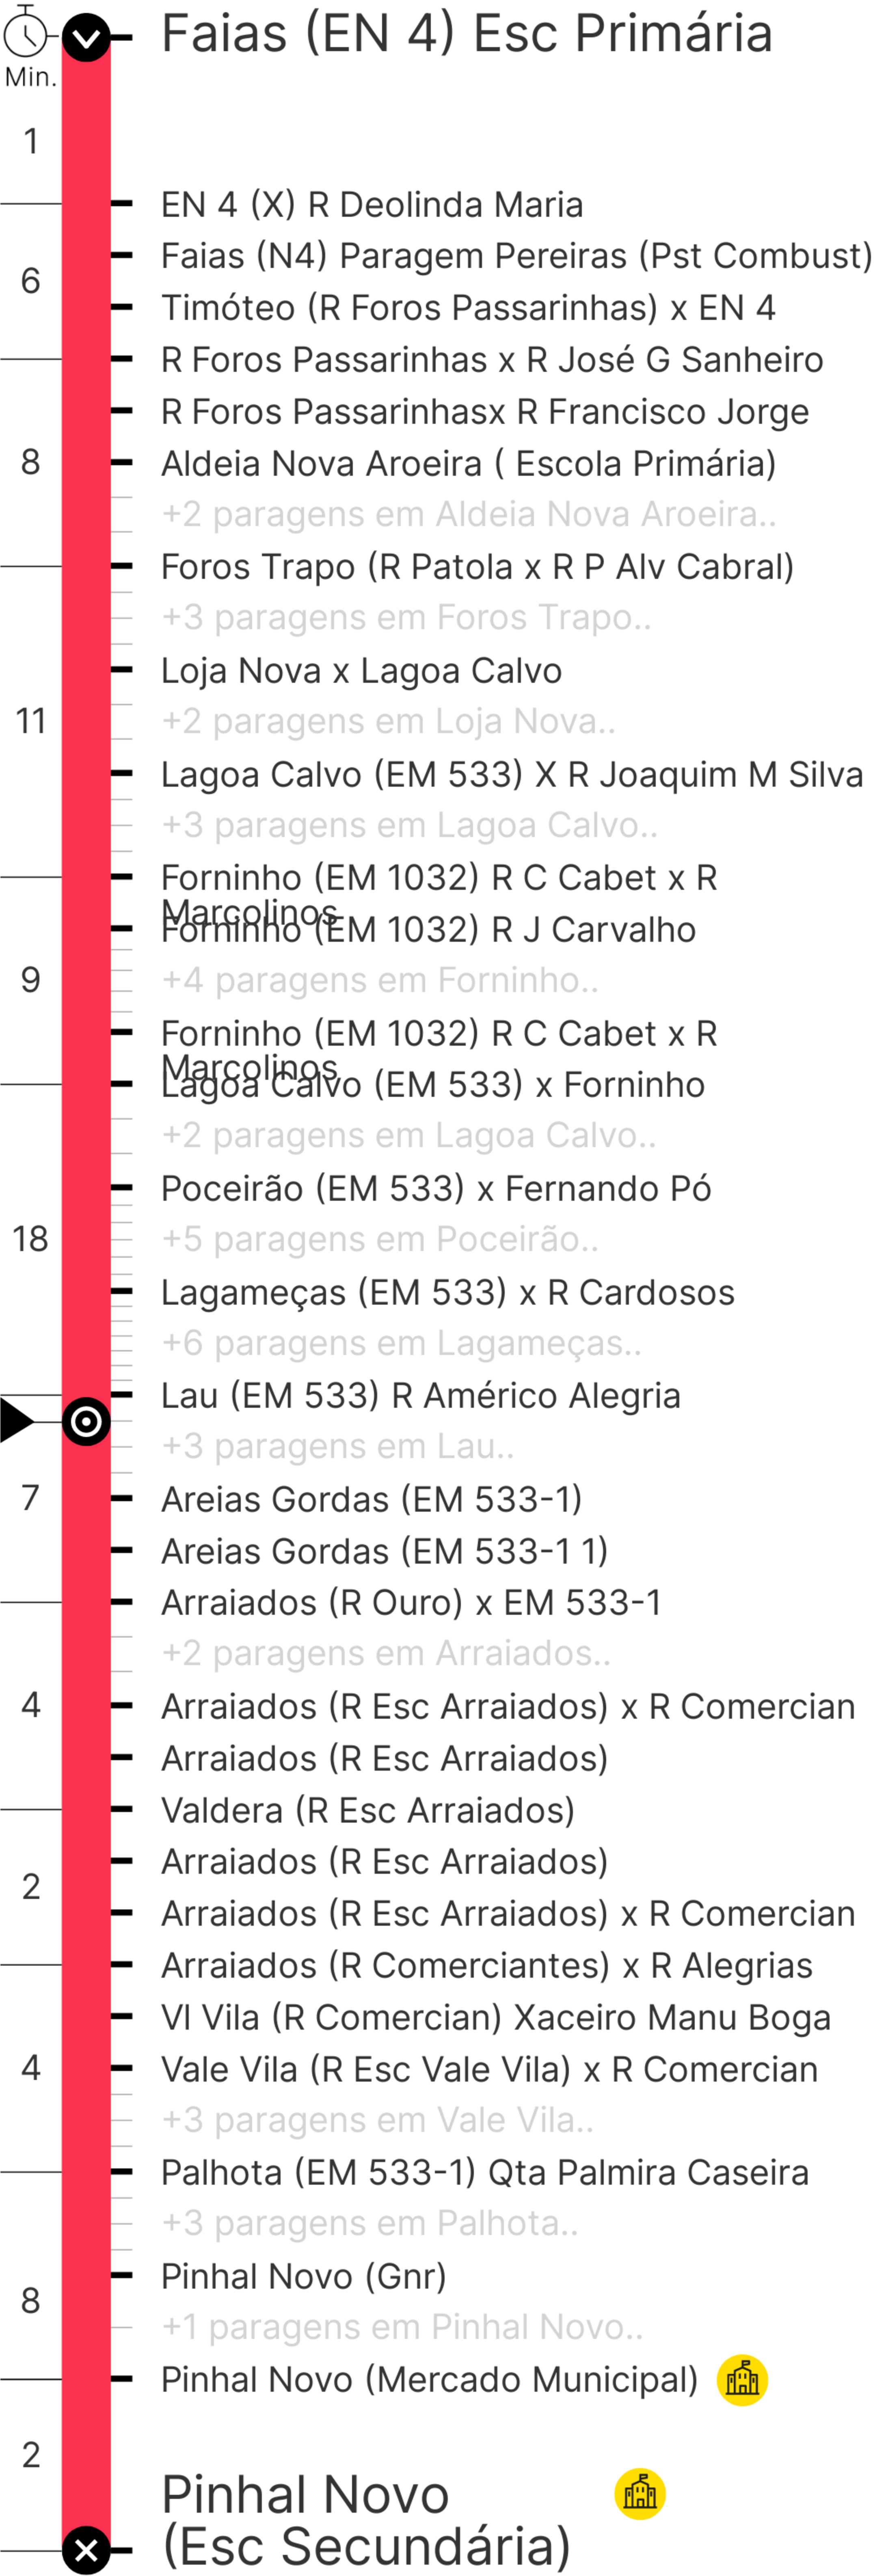 Faias (EN 4) Esc Primária
Min.
1
EN 4 (X) R Deolinda Maria
Faias (N4) Paragem Pereiras (Pst Combust)
6
Timóteo (R Foros Passarinhas) x EN 4
R Foros Passarinhas x R José G Sanheiro
R Foros Passarinhasx R Francisco Jorge
8
Aldeia Nova Aroeira ( Escola Primária)
+2 paragens em Aldeia Nova Aroeira..
Foros Trapo (R Patola x R P Alv Cabral)
+3 paragens em Foros Trapo..
Loja Nova x Lagoa Calvo
11
+2 paragens em Loja Nova..
Lagoa Calvo (EM 533) X R Joaquim M Silva
+3 paragens em Lagoa Calvo..
Forninho (EM 1032) R C Cabet x R
Marcolinos
Forninho (EM 1032) R J Carvalho
9
+4 paragens em Forninho..
Forninho (EM 1032) R C Cabet x R
Marcolinos
Lagoa Calvo (EM 533) x Forninho
+2 paragens em Lagoa Calvo..
Poceirão (EM 533) x Fernando Pó
18
+5 paragens em Poceirão..
Lagameças (EM 533) x R Cardosos
+6 paragens em Lagameças..
Lau (EM 533) R Américo Alegria
+3 paragens em Lau..
7
Areias Gordas (EM 533-1)
Areias Gordas (EM 533-1 1)
Arraiados (R Ouro) x EM 533-1
+2 paragens em Arraiados..
4
Arraiados (R Esc Arraiados) x R Comercian
Arraiados (R Esc Arraiados)
Valdera (R Esc Arraiados)
Arraiados (R Esc Arraiados)
2
Arraiados (R Esc Arraiados) x R Comercian
Arraiados (R Comerciantes) x R Alegrias
Vl Vila (R Comercian) Xaceiro Manu Boga
4
Vale Vila (R Esc Vale Vila) x R Comercian
+3 paragens em Vale Vila..
Palhota (EM 533-1) Qta Palmira Caseira
+3 paragens em Palhota..
Pinhal Novo (Gnr)
8
+1 paragens em Pinhal Novo..
Pinhal Novo (Mercado Municipal)
2
Pinhal Novo
(Esc Secundária)